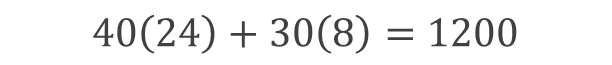 40(24) + 30(8) = 1200